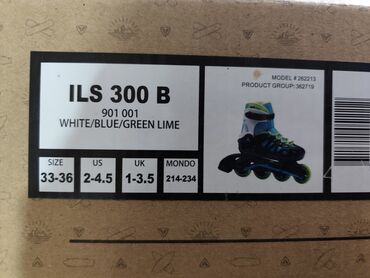 ILS 300 B
901 001
WHITE/BLUE/GREEN LIME
MODEL # 262213
PRODUCT GROUP: 362719
SIZE US UK MONDO
33-36 2-4.5 1-3.5 214-234